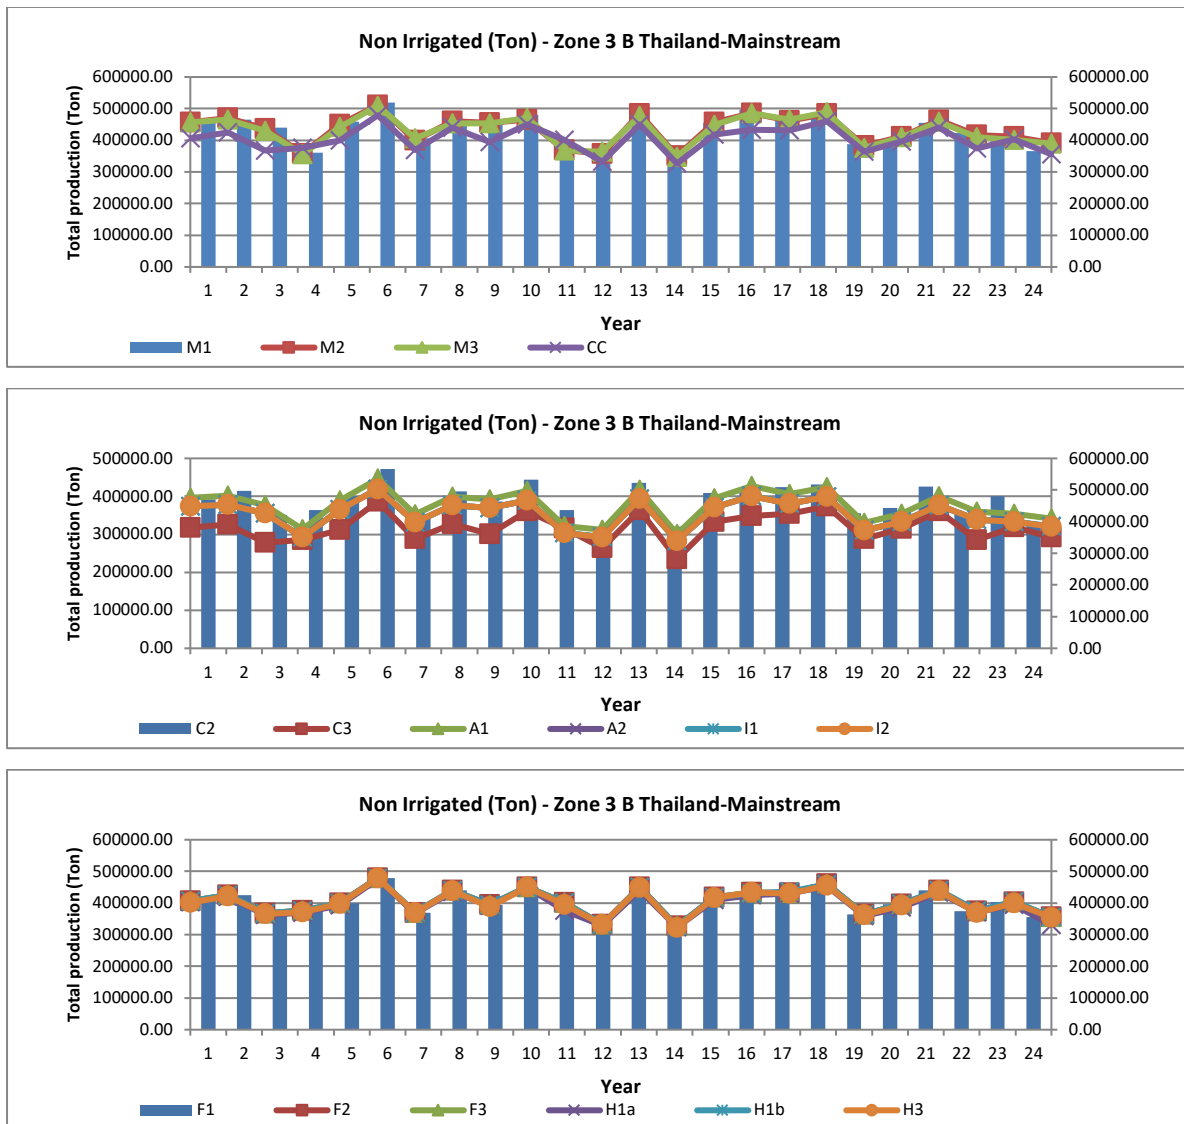 Non Irrigated (Ton) - Zone 3 B Thailand-Mainstream
Total production (Ton)
600000.00 600000.00
500000.00 500000.00
400000.00 400000.00
300000.00 300000.00
200000.00 200000.00
100000.00 100000.00
0.00 0.00
1 2 3 4 5 6 7 8 9 10 11 12 13 14 15 16 17 18 19 20 21 22 23 24
Year
M1 M2 M3 CC
Non Irrigated (Ton) - Zone 3 B Thailand-Mainstream
Total production (Ton)
500000.00 600000.00
400000.00 500000.00
300000.00 400000.00
200000.00 300000.00
100000.00 200000.00
0.00 100000.00
0.00
1 2 3 4 5 6 7 8 9 10 11 12 13 14 15 16 17 18 19 20 21 22 23 24
Year
C2 C3 A1 A2 I1 I2
Non Irrigated (Ton) - Zone 3 B Thailand-Mainstream
Total production (Ton)
600000.00 600000.00
500000.00 500000.00
400000.00 400000.00
300000.00 300000.00
200000.00 200000.00
100000.00 100000.00
0.00 0.00
1 2 3 4 5 6 7 8 9 10 11 12 13 14 15 16 17 18 19 20 21 22 23 24
Year
F1 F2 F3 H1a H1b H3